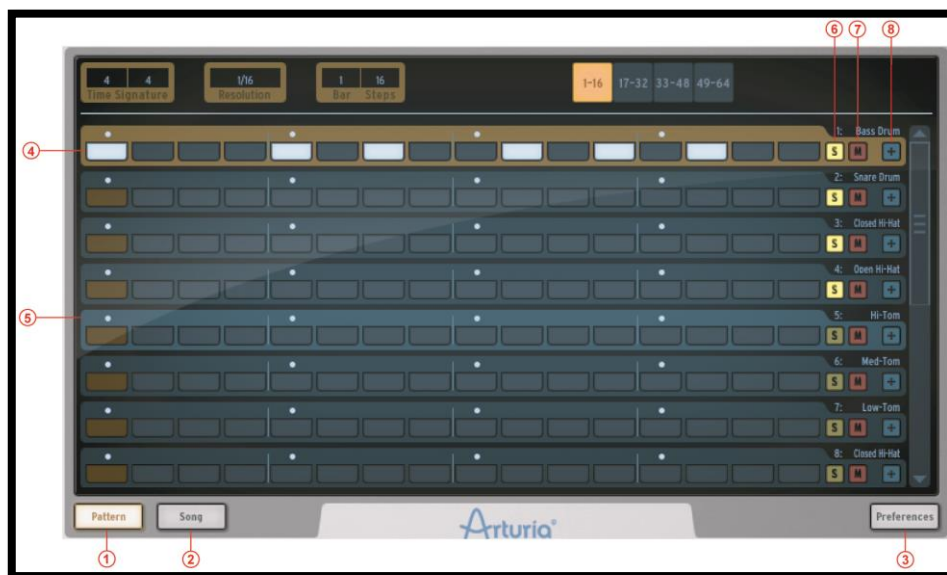 6 7 8
4 4 1/16 1 16 1-16 17-32 33-48 49-64
Time Signature Resolution Bar Steps
1: Bass Drum
4 S M +
2: Snare Drum
S M +
3: Closed Hi-Hat
S M +
4: Open Hi-Hat
S M +
5 5: Hi-Tom
S M +
6: Med-Tom
S M +
7: Low-Tom
S M +
8: Closed Hi-Hat
S M +
Pattern Song Arturia® Preferences
1 2 3